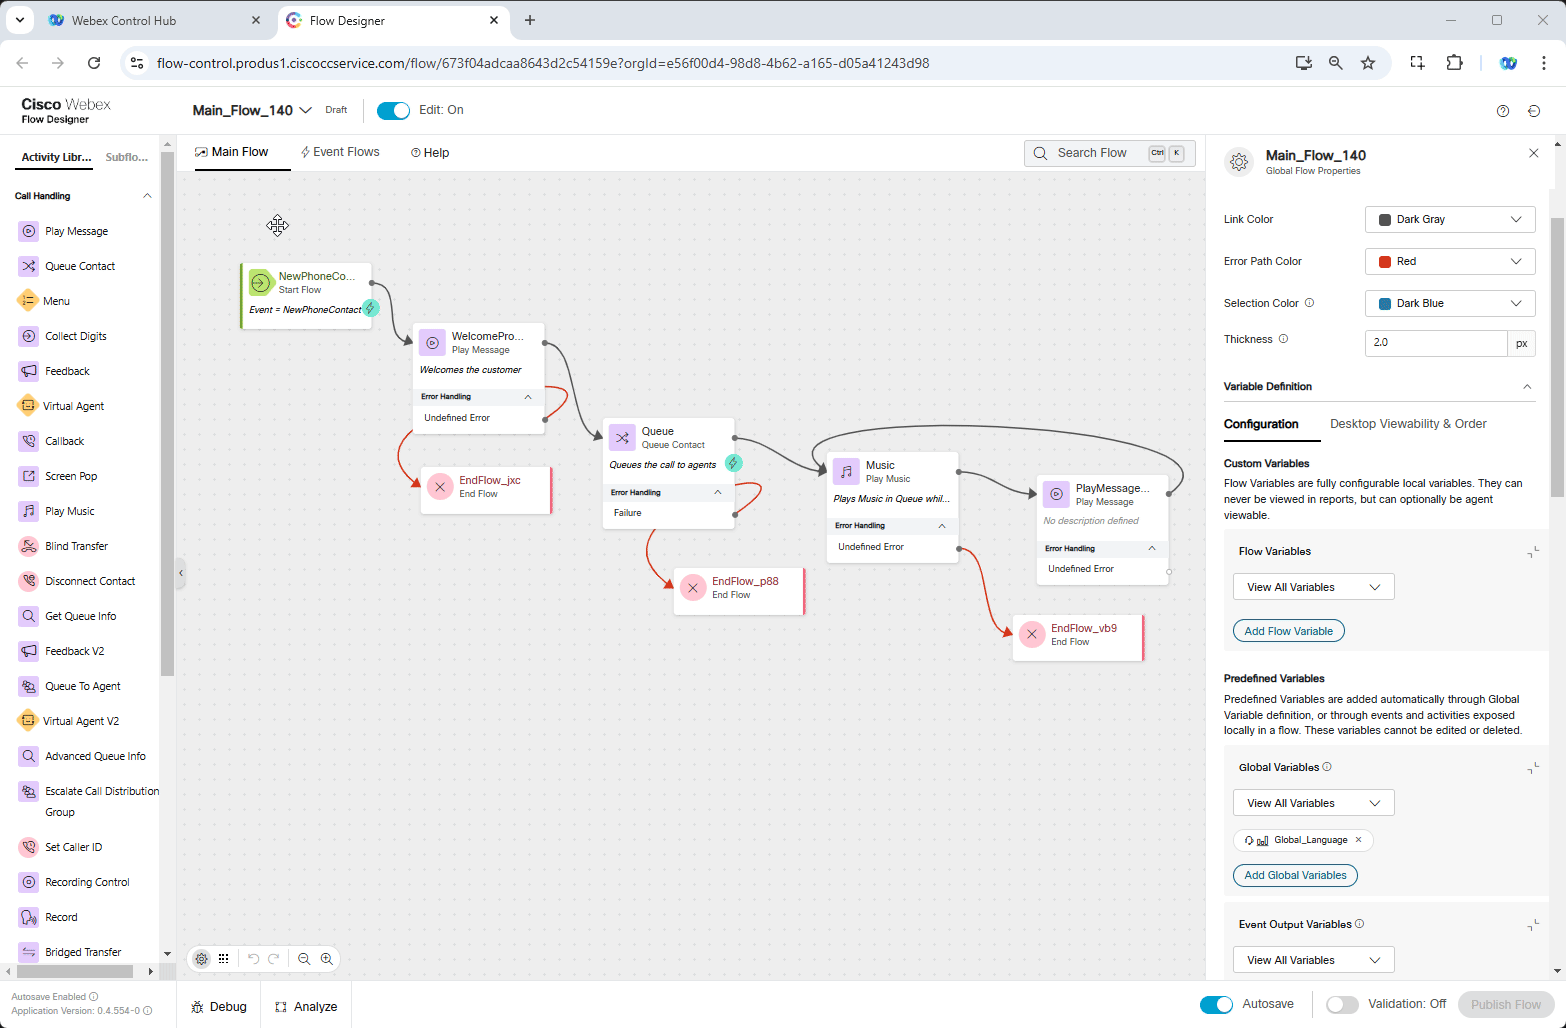 Webex Control Hub
Flow Designer
flow-control.produs1.ciscoccservice.com/flow/673f04adcaa8643d2c54159e?orgId=e56f00d4-98d8-4b62-a165-d05a41243d98
Cisco Webex
Flow Designer
Main_Flow_140
Draft
Edit: On
Activity Libr...
Subflo...
Call Handling
Play Message
Queue Contact
Menu
Collect Digits
Feedback
Virtual Agent
Callback
Screen Pop
Play Music
Blind Transfer
Disconnect Contact
Get Queue Info
Feedback V2
Queue To Agent
Virtual Agent V2
Advanced Queue Info
Escalate Call Distribution
Group
Set Caller ID
Recording Control
Record
Bridged Transfer
Main Flow
Event Flows
Help
Search Flow
Ctrl
K
NewPhoneCo...
Start Flow
Event = NewPhoneContact
WelcomePro...
Play Message
Welcomes the customer
Error Handling
Undefined Error
EndFlow_jxc
End Flow
Queue
Queue Contact
Queues the call to agents
Error Handling
Failure
EndFlow_p88
End Flow
Music
Play Music
Plays Music in Queue whil...
Error Handling
Undefined Error
PlayMessage...
Play Message
No description defined
Error Handling
Undefined Error
EndFlow_vb9
End Flow
Main_Flow_140
Global Flow Properties
Link Color
Dark Gray
Error Path Color
Red
Selection Color
Dark Blue
Thickness
2.0
px
Variable Definition
Configuration
Desktop Viewability & Order
Custom Variables
Flow Variables are fully configurable local variables. They can
never be viewed in reports, but can optionally be agent
viewable.
Flow Variables
View All Variables
Add Flow Variable
Predefined Variables
Predefined Variables are added automatically through Global
Variable definition, or through events and activities exposed
locally in a flow. These variables cannot be edited or deleted.
Global Variables
View All Variables
Global_Language
Add Global Variables
Event Output Variables
View All Variables
Autosave Enabled
Application Version: 0.4.554-0
Debug
Analyze
Autosave
Validation: Off
Publish Flow